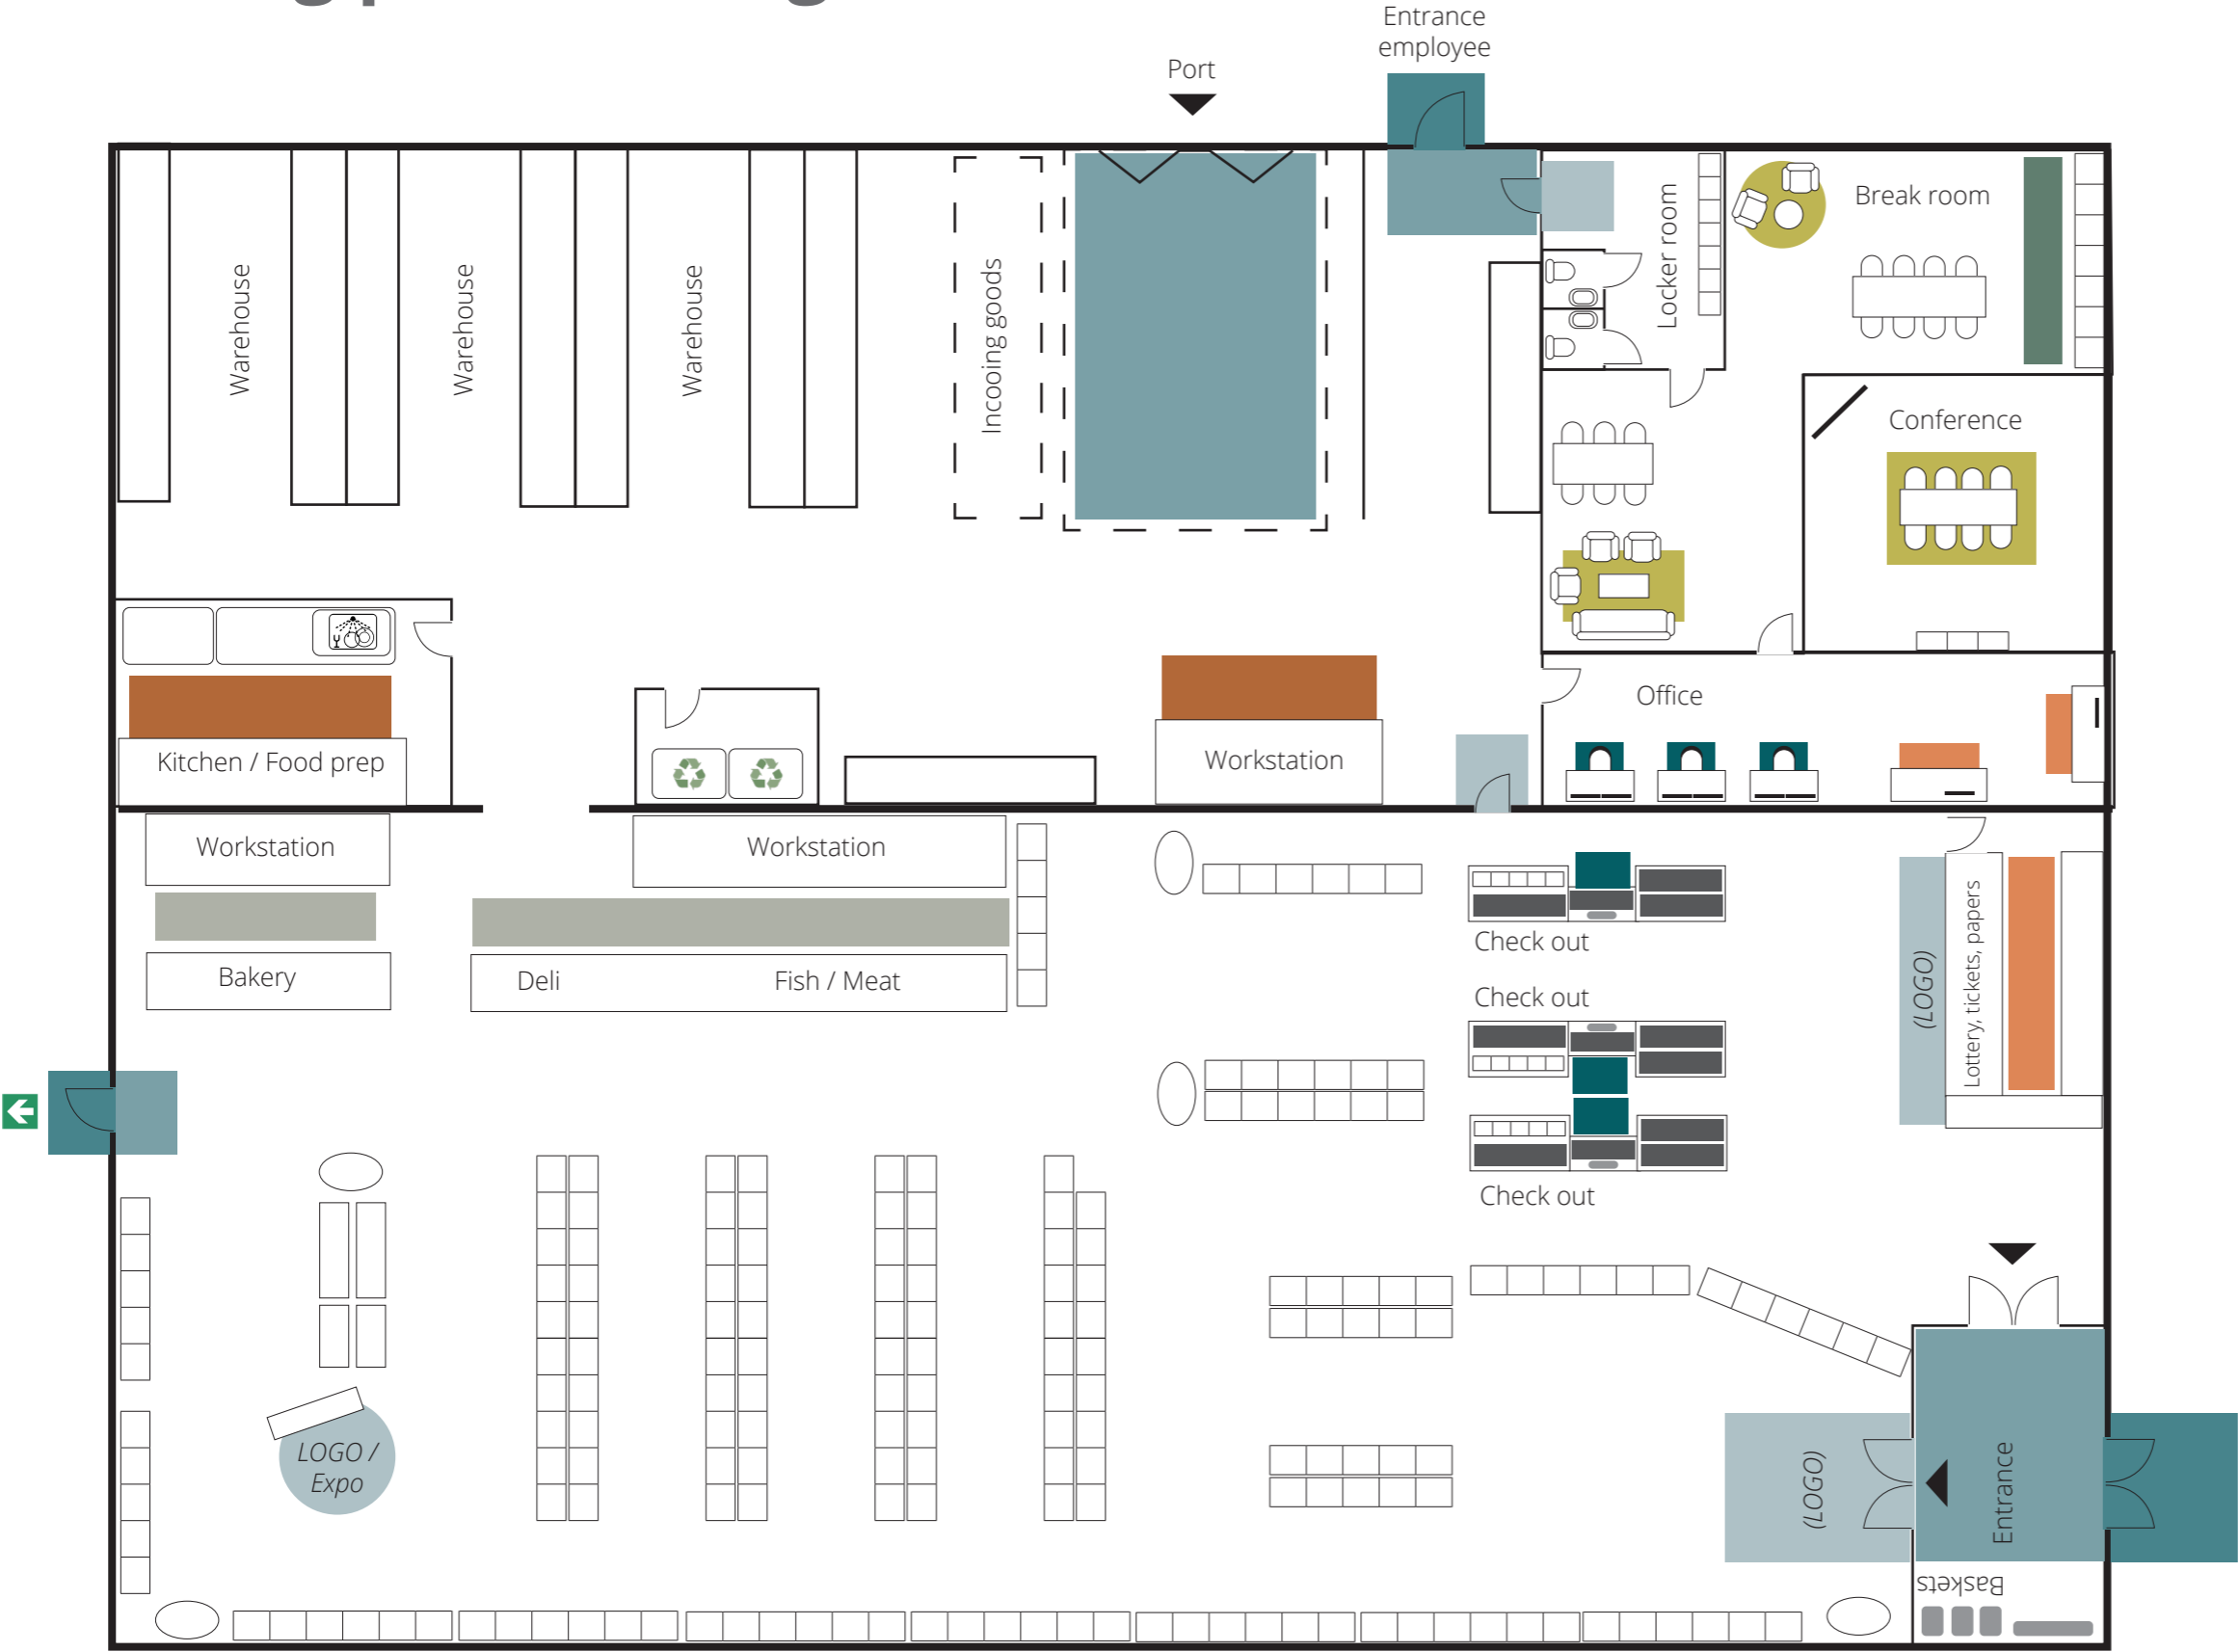 Entrance
employee
Port
Warehouse
Warehouse
Warehouse
Incooing goods
Locker room
Break room
Conference
Office
Kitchen / Food prep
Workstation
Workstation
Workstation
Bakery
Deli
Fish / Meat
Check out
Check out
Check out
(LOGO)
Lottery, tickets, papers
LOGO /
Expo
(LOGO)
Entrance
Baskets